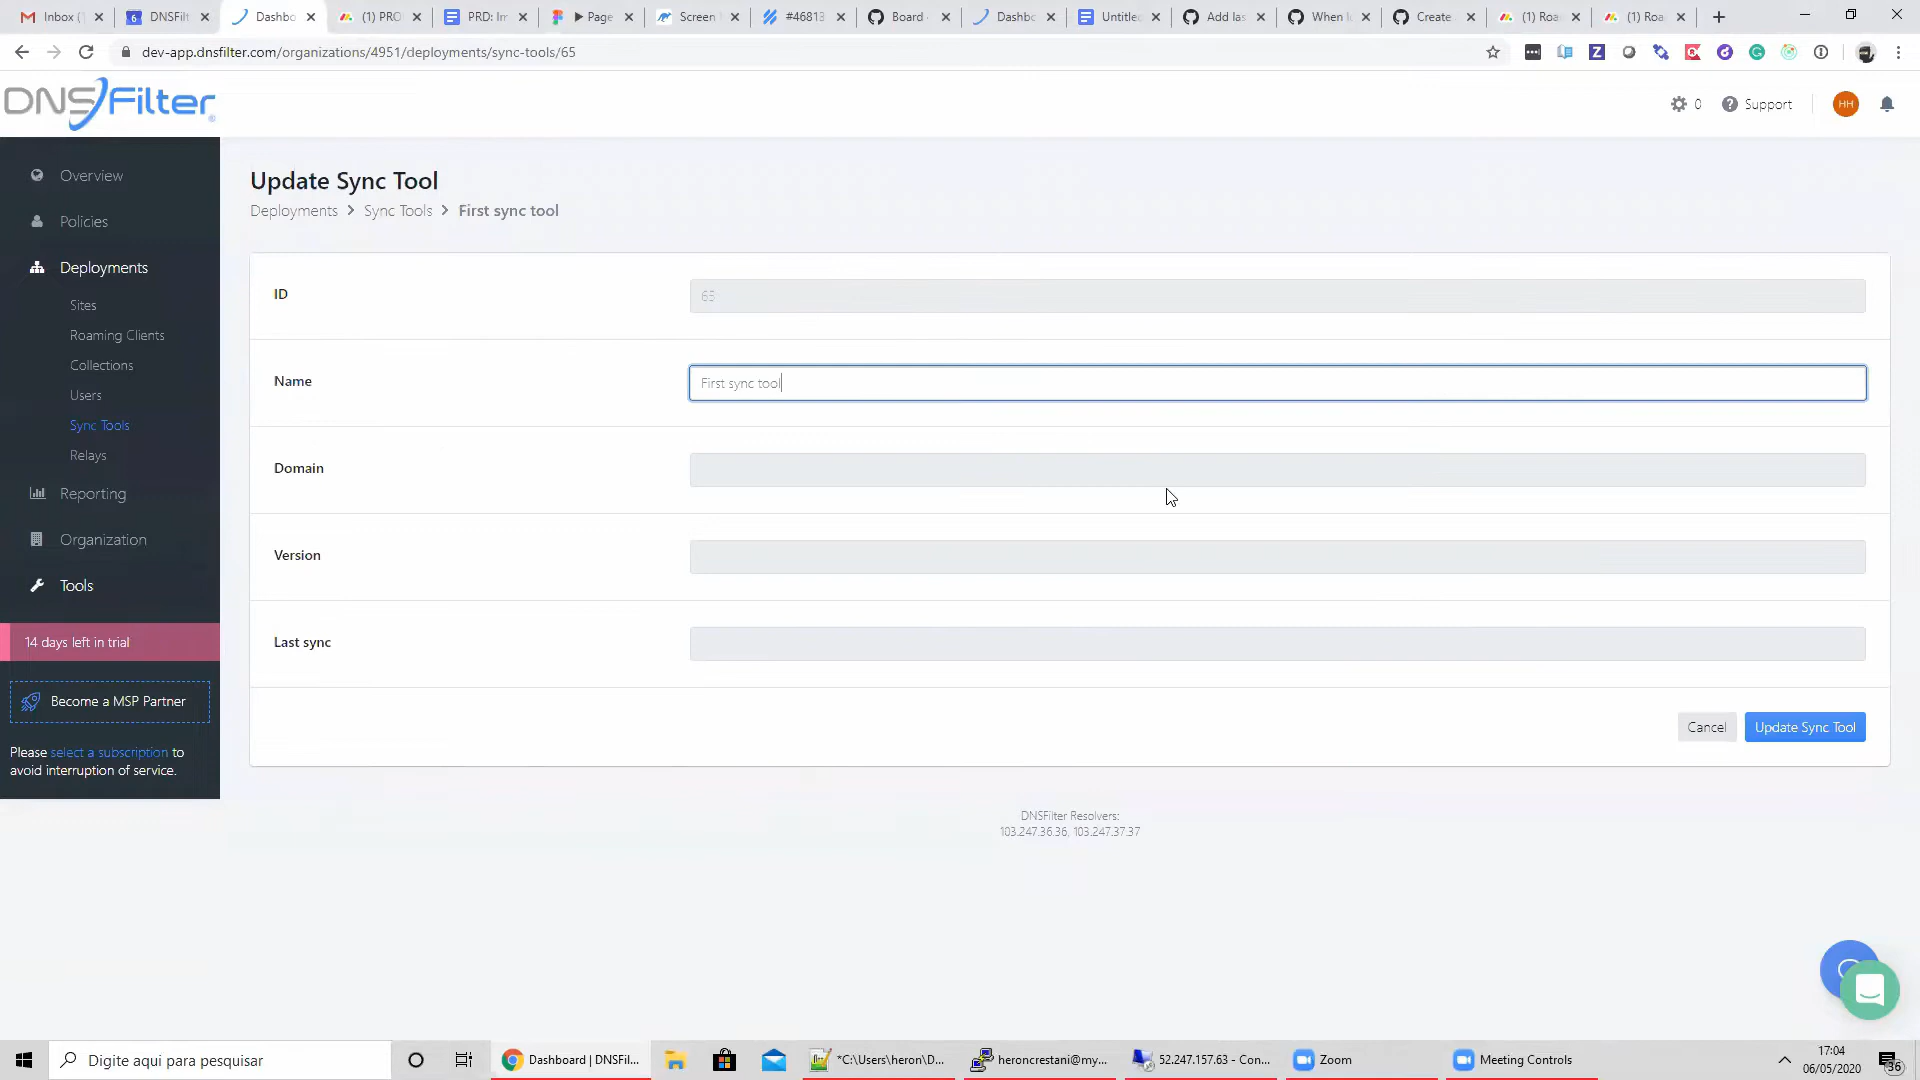 Inbox (
DNSFilt
Dashbo
(1) PRO
PRD: Im
Page
Screen
#46813
Board
Dashbo
Untitled
Add las
When
Create
(1) Roa
(1) Roa
dev-app.dnsfilter.com/organizations/4951/deployments/sync-tools/65
DNSFilter
0
Support
HH
Overview
Policies
Deployments
Sites
Roaming Clients
Collections
Users
Sync Tools
Relays
Reporting
Organization
Tools
14 days left in trial
Become a MSP Partner
Please select a subscription to
avoid interruption of service.
Update Sync Tool
Deployments > Sync Tools > First sync tool
ID
65
Name
First sync tool
Domain
Version
Last sync
Cancel
Update Sync Tool
DNSFilter Resolvers:
103.247.36.36, 103.247.37.37
Digite aqui para pesquisar
Dashboard | DNSFil...
*C:\Users\heron\D...
heroncrestani@my...
52.247.157.63 - Con...
Zoom
Meeting Controls
17:04
06/05/2020
36